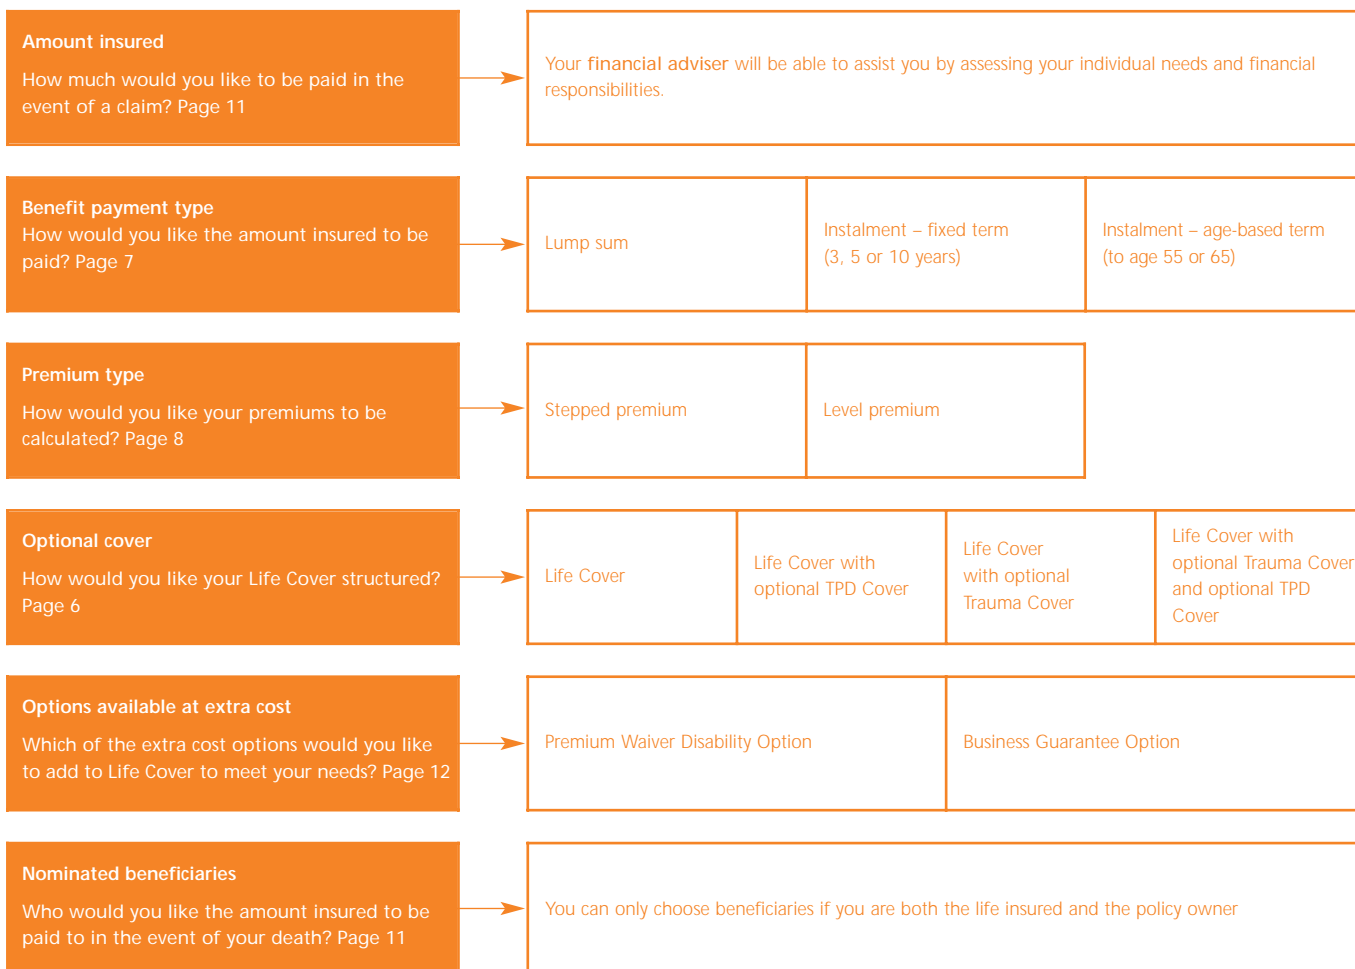 Amount insured
How much would you like to be paid in the
event of a claim? Page 11
Your financial adviser will be able to assist you by assessing your individual needs and financial
responsibilities.
Benefit payment type
How would you like the amount insured to be
paid? Page 7
Lump sum
Instalment – fixed term
(3, 5 or 10 years)
Instalment – age-based term
(to age 55 or 65)
Premium type
How would you like your premiums to be
calculated? Page 8
Stepped premium
Level premium
Optional cover
How would you like your Life Cover structured?
Page 6
Life Cover
Life Cover with
optional TPD Cover
Life Cover
with optional
Trauma Cover
Life Cover with
optional Trauma Cover
and optional TPD
Cover
Options available at extra cost
Which of the extra cost options would you like
to add to Life Cover to meet your needs? Page 12
Premium Waiver Disability Option
Business Guarantee Option
Nominated beneficiaries
Who would you like the amount insured to be
paid to in the event of your death? Page 11
You can only choose beneficiaries if you are both the life insured and the policy owner